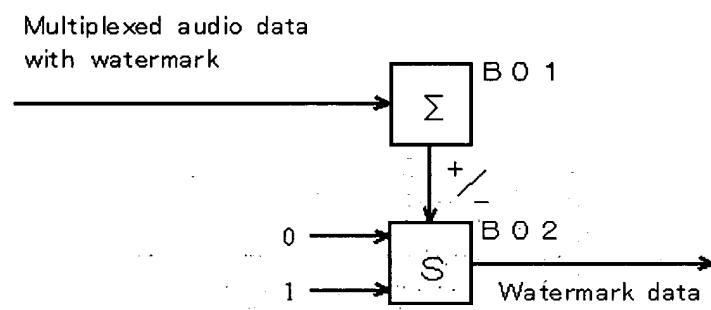 Multiplexed audio data
with watermark
B01
Σ
+/-
0
B02
S
1
Watermark data